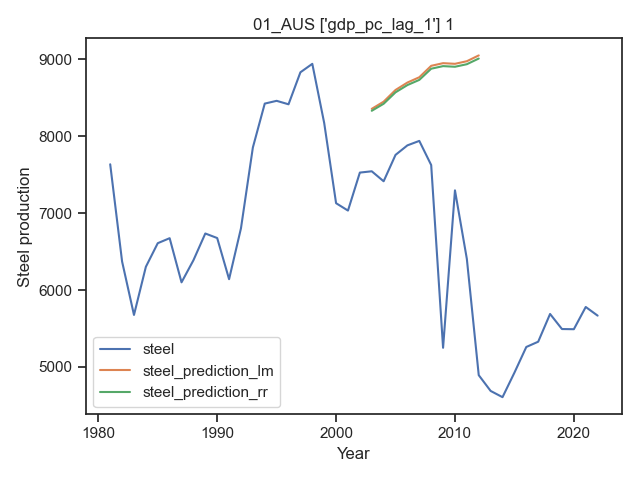 01_AUS ['gdp_pc_lag_1'] 1
9000
8000
7000
6000
5000
Steel production
steel
steel_prediction_lm
steel_prediction_rr
1980
1990
2000
2010
2020
Year